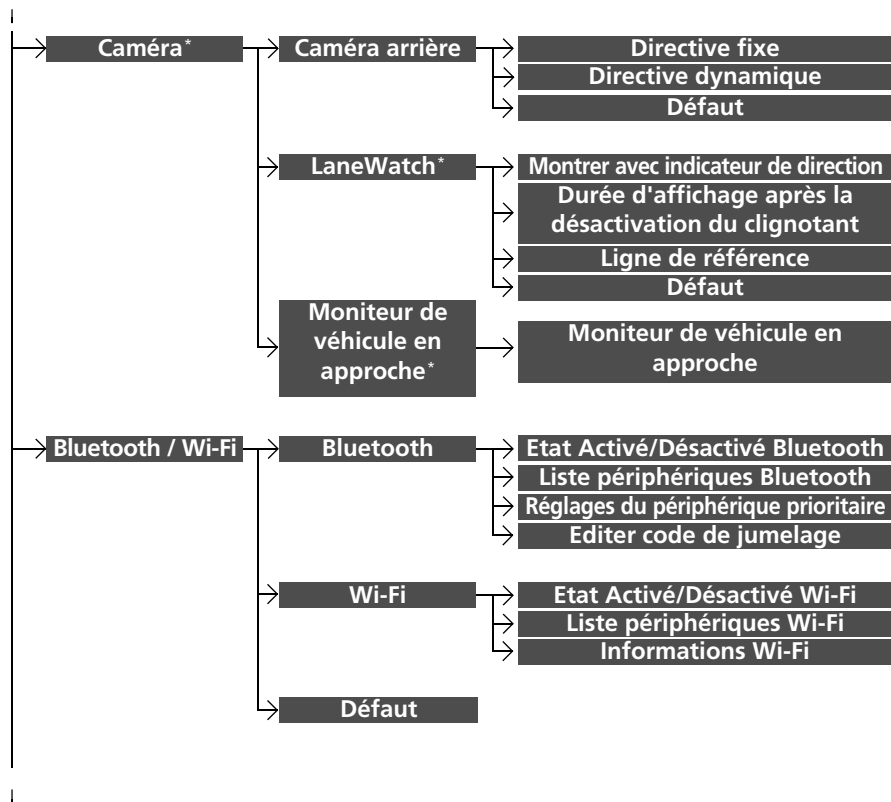 Caméra*
Caméra arrière
Directive fixe
Directive dynamique
Défaut
LaneWatch*
Montrer avec indicateur de direction
Durée d'affichage après la
désactivation du clignotant
Ligne de référence
Défaut
Moniteur de
véhicule en
approche*
Moniteur de véhicule en
approche
Bluetooth / Wi-Fi
Bluetooth
Etat Activé/Désactivé Bluetooth
Liste périphériques Bluetooth
Réglages du périphérique prioritaire
Editer code de jumelage
Wi-Fi
Etat Activé/Désactivé Wi-Fi
Liste périphériques Wi-Fi
Informations Wi-Fi
Défaut